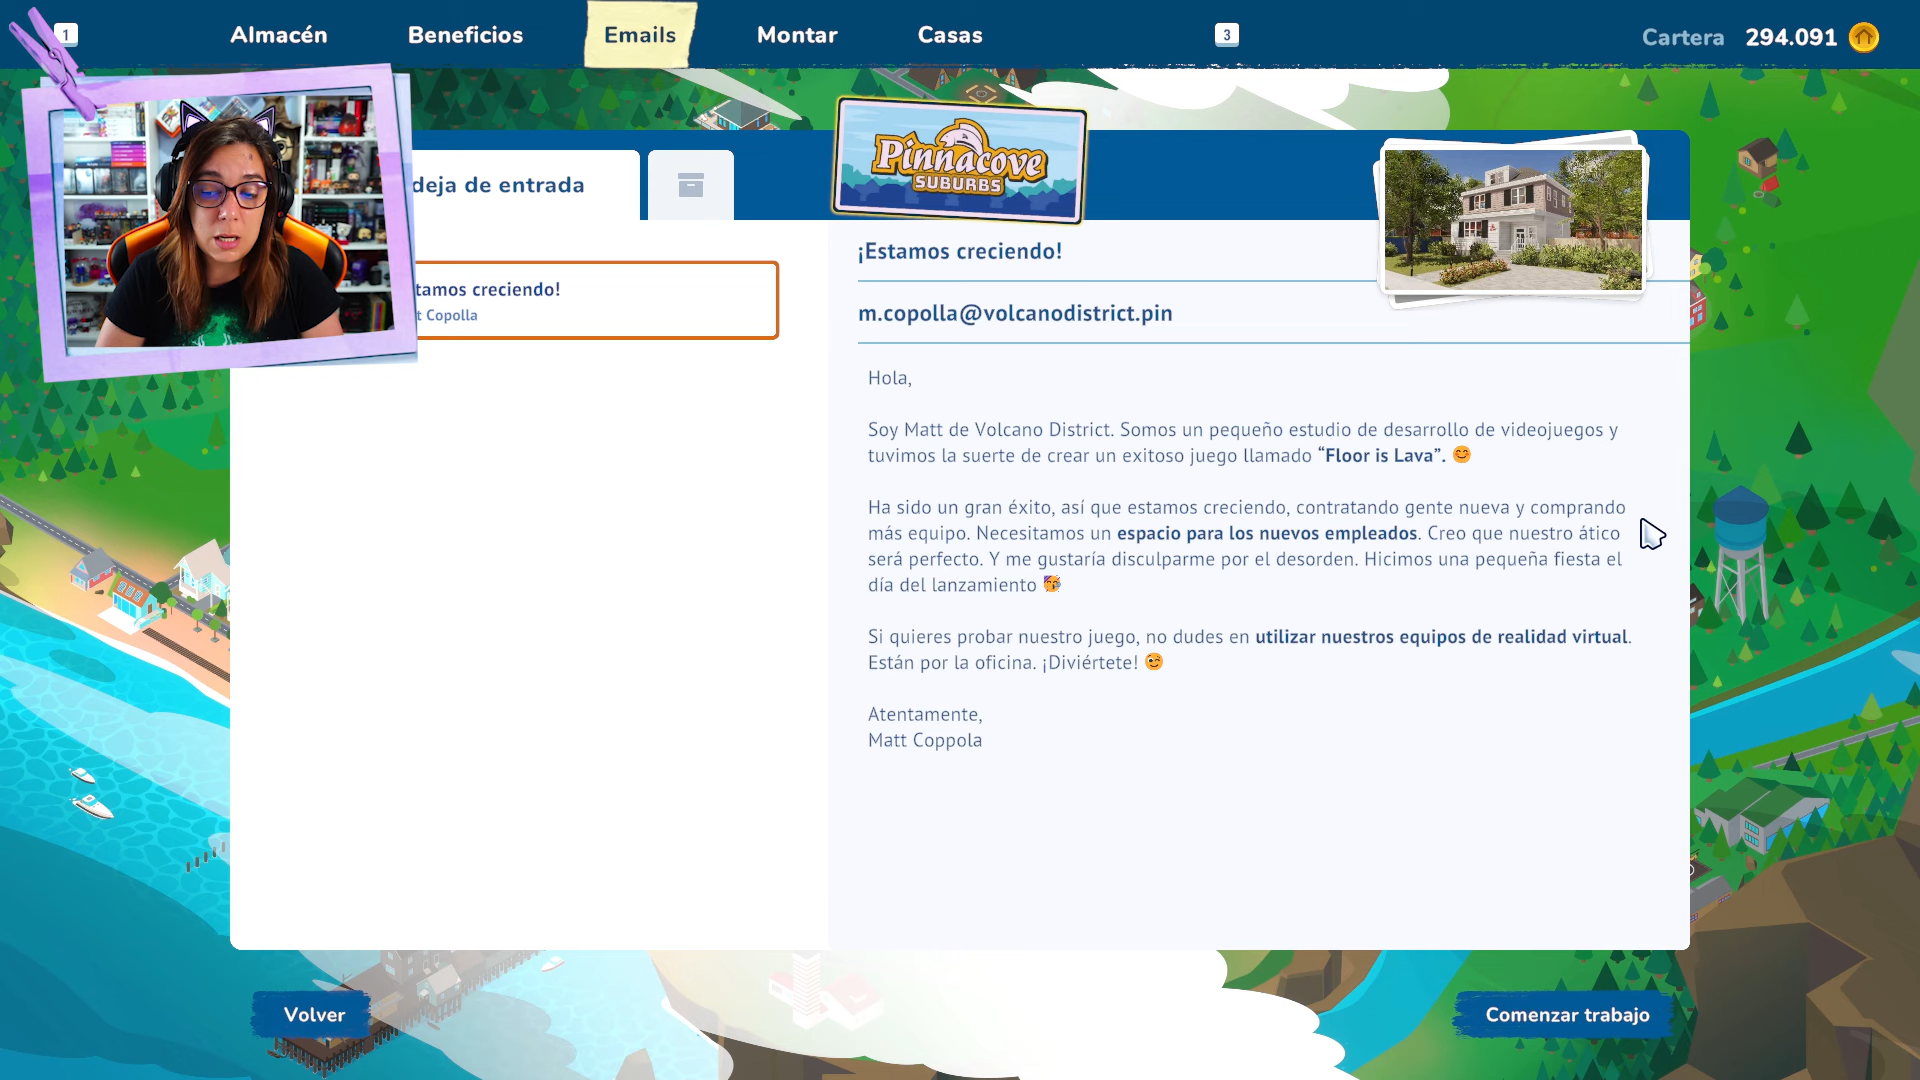 1
Almacén
Beneficios
Emails
Montar
Casas
3
Cartera 294.091
deja de entrada
Pinnacove
SUBURBS
tamos creciendo!
t Copolla
¡Estamos creciendo!
m.copolla@volcanodistrict.pin
Hola,
Soy Matt de Volcano District. Somos un pequeño estudio de desarrollo de videojuegos y
tuvimos la suerte de crear un exitoso juego llamado “Floor is Lava”. 😊
Ha sido un gran éxito, así que estamos creciendo, contratando gente nueva y comprando
más equipo. Necesitamos un espacio para los nuevos empleados. Creo que nuestro ático
será perfecto. Y me gustaría disculparme por el desorden. Hicimos una pequeña fiesta el
día del lanzamiento 🥳
Si quieres probar nuestro juego, no dudes en utilizar nuestros equipos de realidad virtual.
Están por la oficina. ¡Diviértete! 😉
Atentamente,
Matt Coppola
Volver
Comenzar trabajo